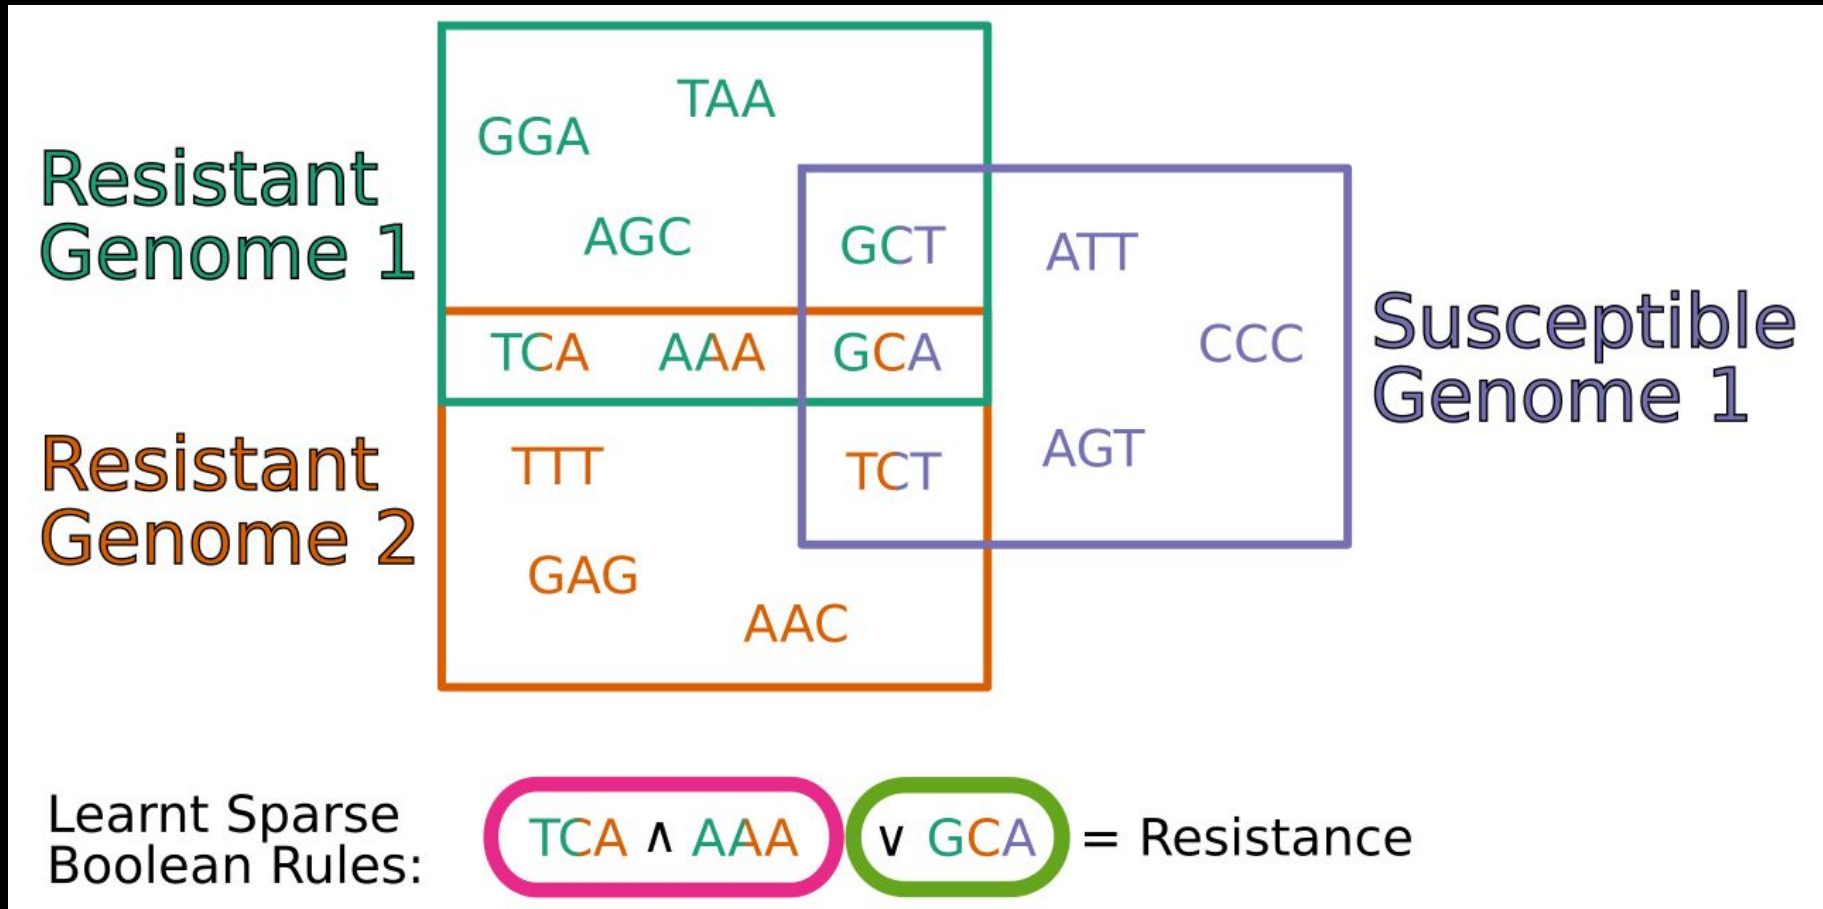 Resistant
Genome 1
GGA
TAA
AGC
GCT
TCA
AAA
GCA
Resistant
Genome 2
TTT
TCT
GAG
AAC
ATT
CCC
AGT
Susceptible
Genome 1
Learnt Sparse
Boolean Rules:
TCA ∧ AAA ∨ GCA = Resistance